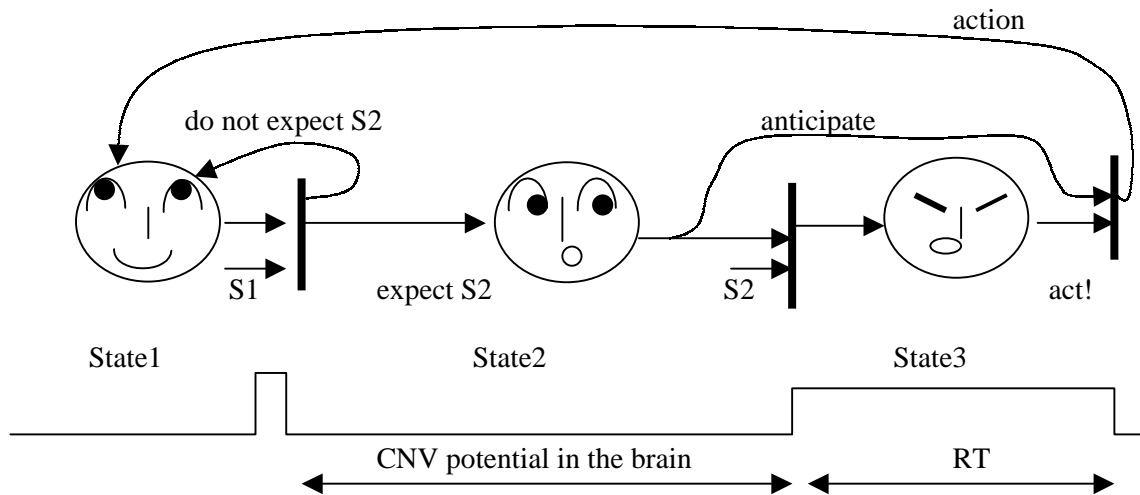 action
do not expect S2
anticipate
S1
expect S2
S2
act!
State1
State2
State3
CNV potential in the brain
RT